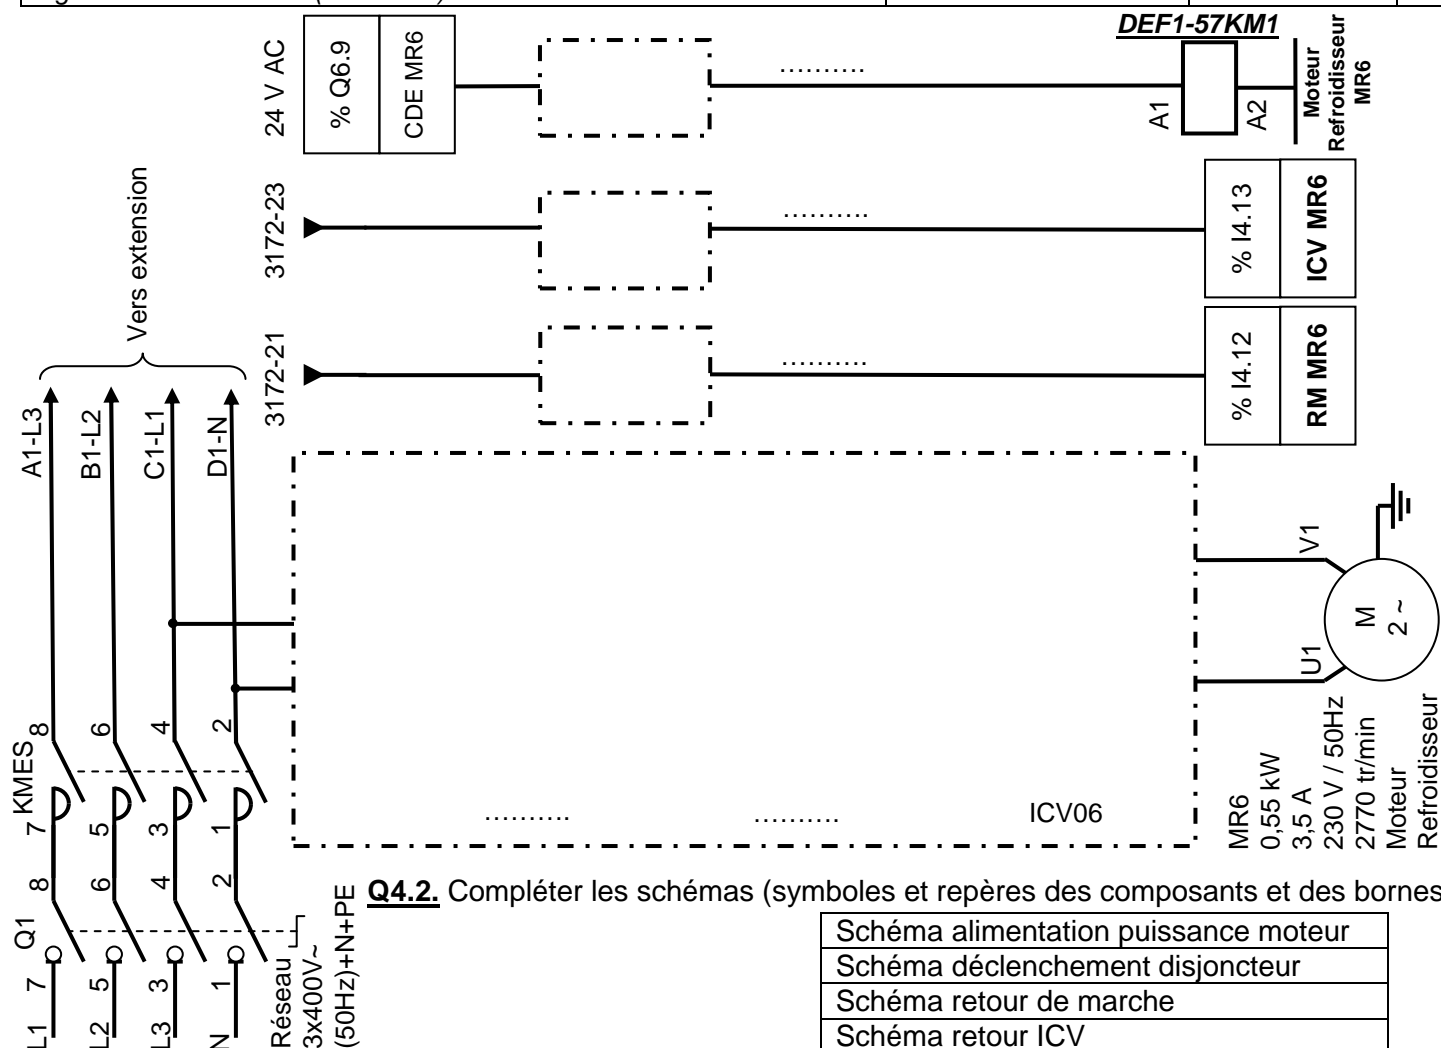 DEF1-57KM1
24 V AC
% Q6.9
CDE MR6
..........
A1
A2
Moteur
Refroidisseur
MR6
Vers extension
3172-23
..........
% I4.13
ICV MR6
3172-21
..........
% I4.12
RM MR6
A1-L3
B1-L2
C1-L1
D1-N
V1
M
2 ~
U1
KMES
8
6
4
2
7
5
3
1
..........
..........
ICV06
MR6
0,55 kW
3,5 A
230 V / 50Hz
2770 tr/min
Moteur
Refroidisseur
Q1
8
6
4
2
7
5
3
1
L1
L2
L3
N
Réseau
3x400V~
(50Hz)+N+PE
Q4.2. Compléter les schémas (symboles et repères des composants et des bornes
Schéma alimentation puissance moteur
Schéma déclenchement disjoncteur
Schéma retour de marche
Schéma retour ICV